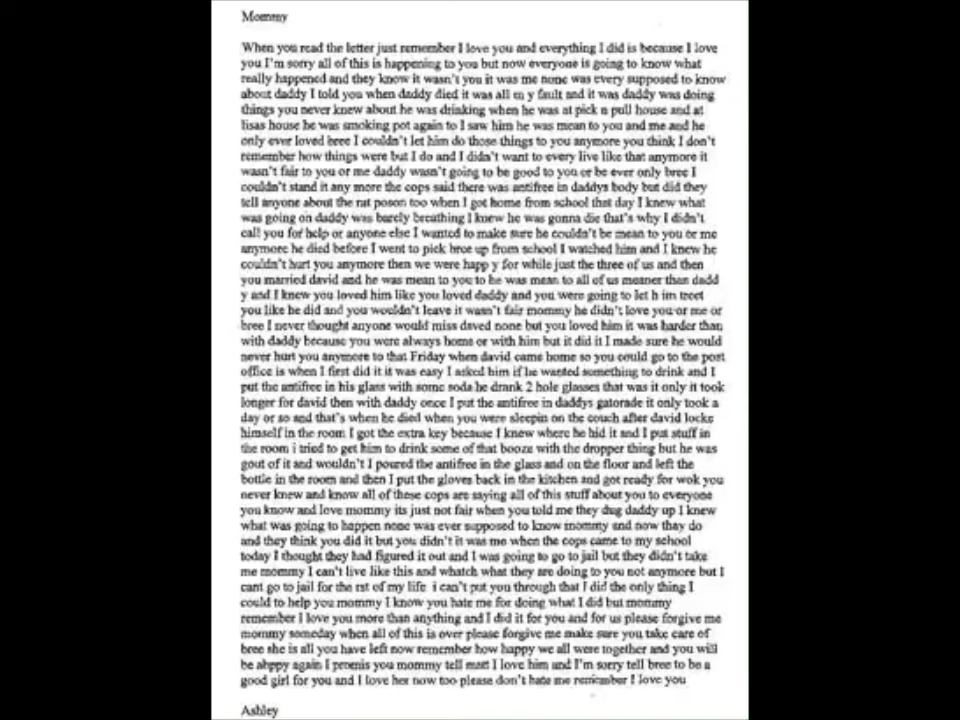 Mommy
When you read the letter just remember I love you and everything I did is because I love
you I'm sorry all of this is happening to you but now everyone is going to know what
really happened and they know it wasn't you it was me none was every supposed to know
about daddy I told you when daddy died it was all m y fault and it was daddy was doing
things you never knew about he was drinking when he was at pick n pull house and at
lisas house he was smoking pot again to I saw him he was mean to you and me and he
only ever loved bree I couldn't let him do those things to you anymore you think I don't
remember how things were but I do and I didn't want to every live like that anymore it
wasn't fair to you or me daddy wasn't going to be good to you or be ever only bree I
couldn't stand it any more the cops said there was antifree in daddys body but did they
tell anyone about the rat poson too when I got home from school that day I knew what
was going on daddy was barely breathing I knew he was gonna die that's why I didn't
call you for help or anyone else I wanted to make sure he couldn't be mean to you or me
anymore he died before I went to pick bree up from school I watched him and I knew he
couldn't hurt you anymore then we were happ y for while just the three of us and then
you married david and he was mean to you to he was mean to all of us meaner than dadd
y and I knew you loved him like you loved daddy and you were going to let h im treet
you like he did and you wouldn't leave it wasn't fair mommy he didn't love you or me or
bree I never thought anyone would miss daved none but you loved him it was harder than
with daddy because you were always home or with him but it did it I made sure he would
never hurt you anymore to that Friday when david came home so you could go to the post
office is when I first did it it was easy I asked him if he wanted something to drink and I
put the antifree in his glass with some soda he drank 2 hole glasses that was it only it took
longer for david then with daddy once I put the antifree in daddys gatorade it only took a
day or so and that's when he died when you were sleepin on the couch after david locke
himself in the room I got the extra key because I knew where he hid it and I put stuff in
the room i tried to get him to drink some of that booze with the dropper thing but he was
gout of it and wouldn't I poured the antifree in the glass and on the floor and left the
bottle in the room and then I put the gloves back in the kitchen and got ready for wok you
never knew and know all of these cops are saying all of this stuff about you to everyone
you know and love mommy its just not fair when you told me they dug daddy up I knew
what was going to happen none was ever supposed to know mommy and now they do
and they think you did it but you didn't it was me when the cops came to my school
today I thought they had figured it out and I was going to go to jail but they didn't take
me mommy I can't live like this and whatch what they are doing to you not anymore but I
cant go to jail for the rst of my life i can't put you through that I did the only thing I
could to help you mommy I know you hate me for doing what I did but mommy
remember I love you more than anything and I did it for you and for us please forgive me
mommy someday when all of this is over please forgive me make sure you take care of
bree she is all you have left now remember how happy we all were together and you will
be ahppy again I promis you mommy tell matt I love him and I'm sorry tell bree to be a
good girl for you and I love her now too please don't hate me remember I love you
Ashley